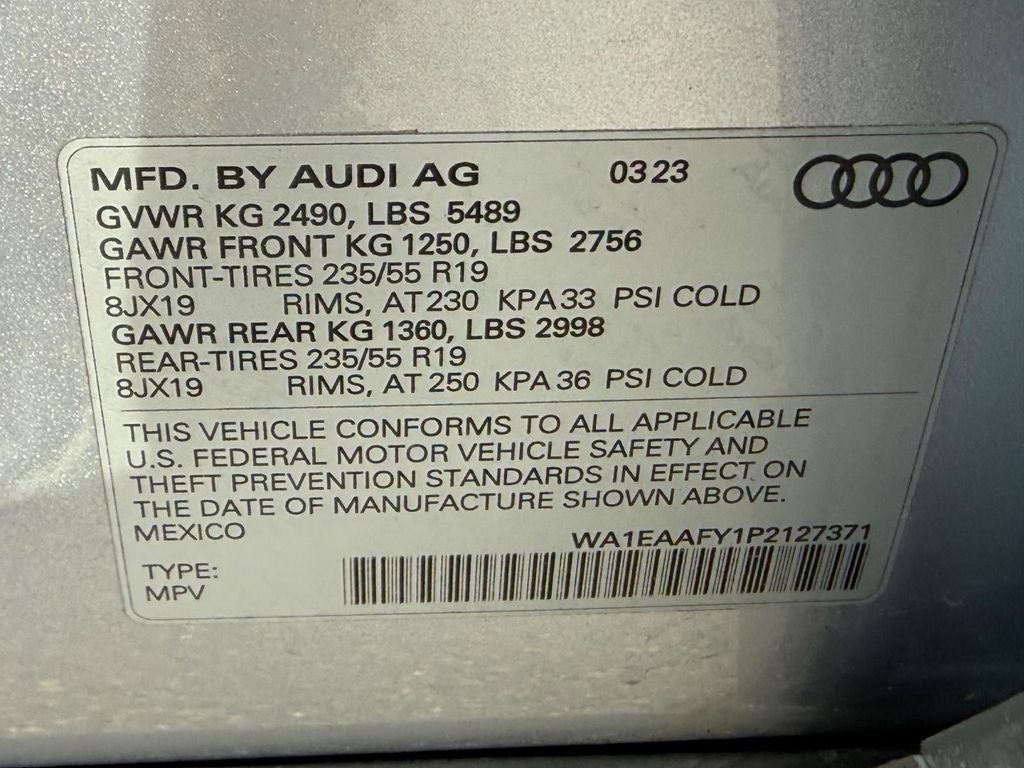 MFD. BY AUDI AG 03 23
GVWR KG 2490, LBS 5489
GAWR FRONT KG 1250, LBS 2756
FRONT-TIRES 235/55 R19
8JX19 RIMS, AT 230 KPA 33 PSI COLD
GAWR REAR KG 1360, LBS 2998
REAR-TIRES 235/55 R19
8JX19 RIMS, AT 250 KPA 36 PSI COLD
THIS VEHICLE CONFORMS TO ALL APPLICABLE
U.S. FEDERAL MOTOR VEHICLE SAFETY AND
THEFT PREVENTION STANDARDS IN EFFECT ON
THE DATE OF MANUFACTURE SHOWN ABOVE.
MEXICO
WA1EAAFY1P2127371
TYPE:
MPV